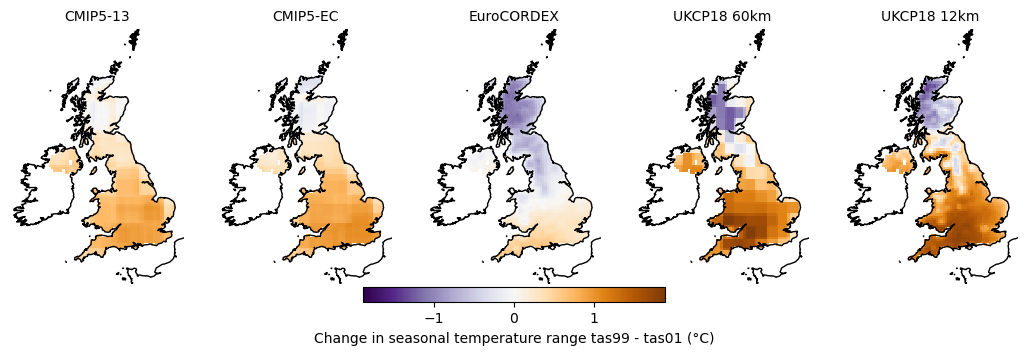 CMIP5-13 CMIP5-EC EuroCORDEX UKCP18 60km UKCP18 12km
−1 0 1
Change in seasonal temperature range tas99 - tas01 (°C)